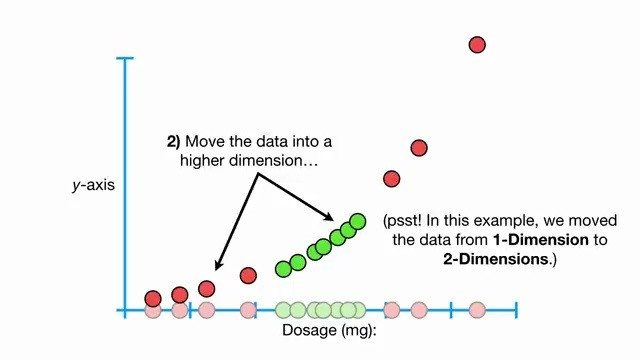 2) Move the data into a
higher dimension…
y-axis
(psst! In this example, we moved
the data from 1-Dimension to
2-Dimensions.)
Dosage (mg):